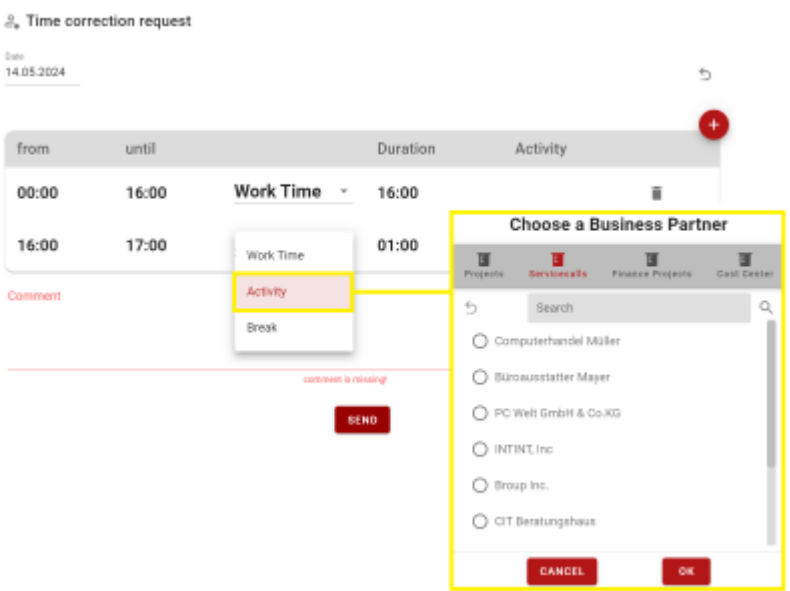 Time correction request
Date
14.05.2024
from until Duration Activity
00:00 16:00 Work Time 16:00
16:00 17:00 01:00
Work Time
Activity
Break
Comment
comment is missing!
SEND
Choose a Business Partner
Projects Servicecalls Finance Projects Cost Center
Search
Computerhandel Müller
Büroausstatter Mayer
PC Welt GmbH & Co.KG
INTINT, Inc
Broup Inc.
CIT Beratungshaus
CANCEL OK